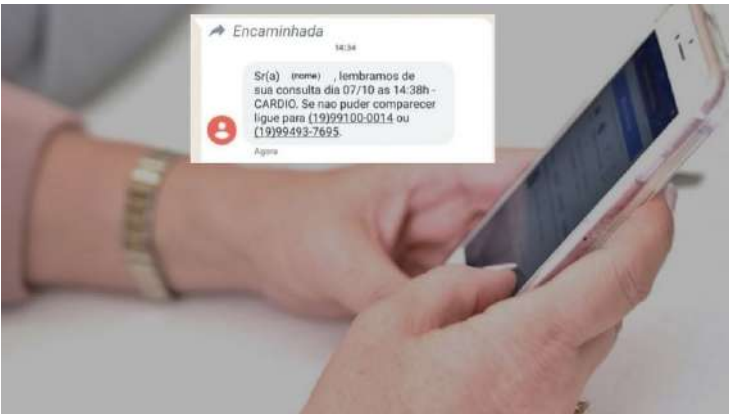 Encaminhada
14:34
Sr(a) (nome) , lembramos de
sua consulta dia 07/10 as 14:38h -
CARDIO. Se nao puder comparecer
ligue para (19)99100-0014 ou
(19)99493-7695.
Agora